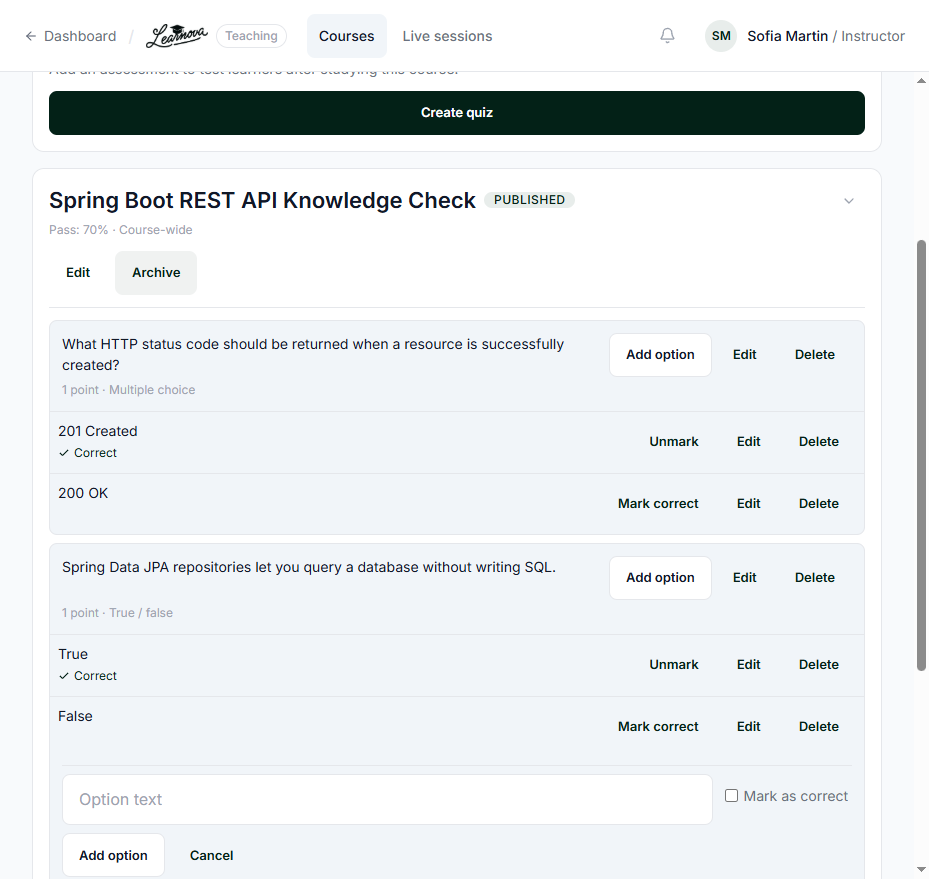 ← Dashboard / Learnova Teaching Courses Live sessions SM Sofia Martin / Instructor
Add an assessment to test learners after studying this course.
Create quiz
Spring Boot REST API Knowledge Check PUBLISHED
Pass: 70% · Course-wide
Edit Archive
What HTTP status code should be returned when a resource is successfully
created?
1 point · Multiple choice
Add option Edit Delete
201 Created
✓ Correct
Unmark Edit Delete
200 OK
Mark correct Edit Delete
Spring Data JPA repositories let you query a database without writing SQL.
1 point · True / false
Add option Edit Delete
True
✓ Correct
Unmark Edit Delete
False
Mark correct Edit Delete
Option text
Mark as correct
Add option Cancel